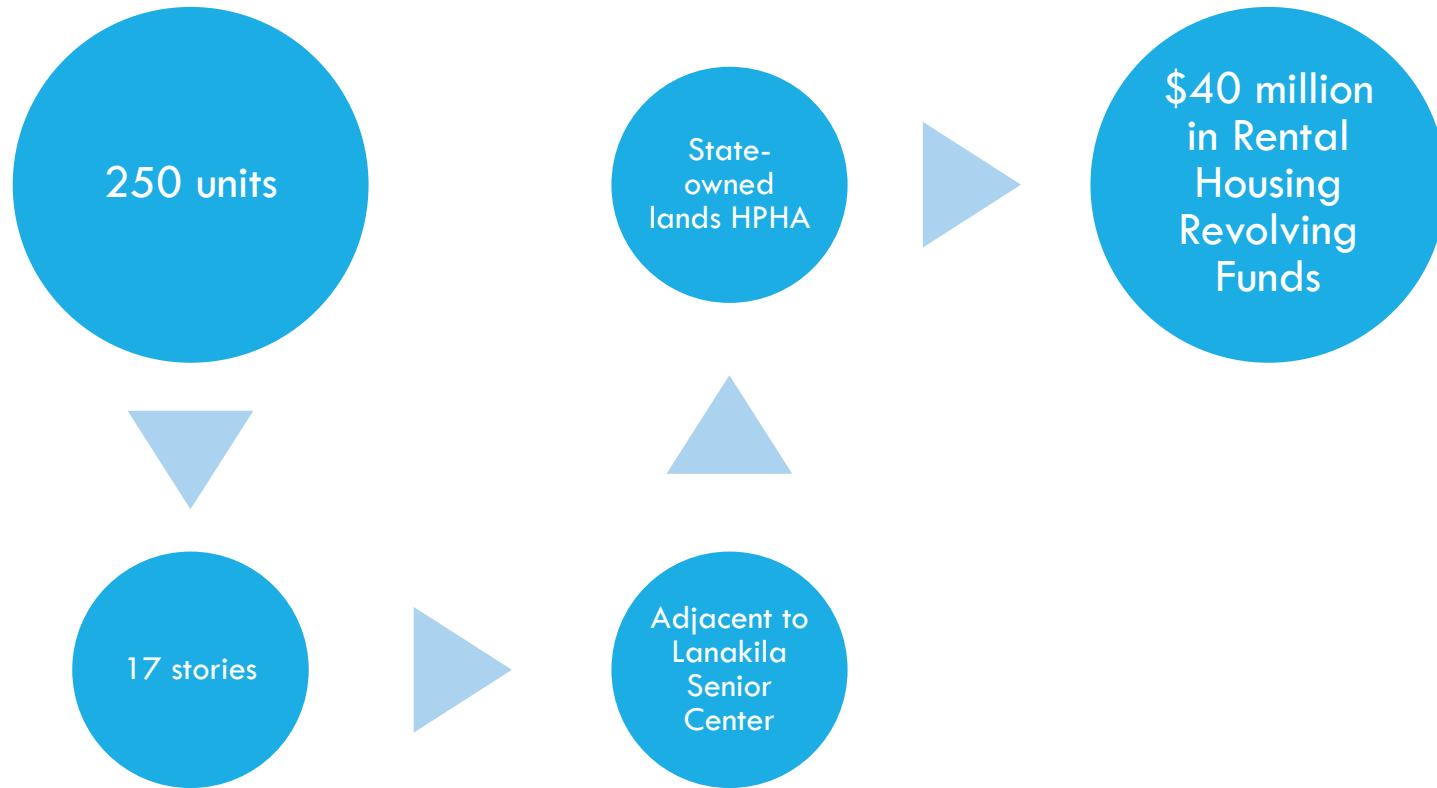 250 units
17 stories
Adjacent to
Lanakila
Senior
Center
State-
owned
lands HPHA
$40 million
in Rental
Housing
Revolving
Funds